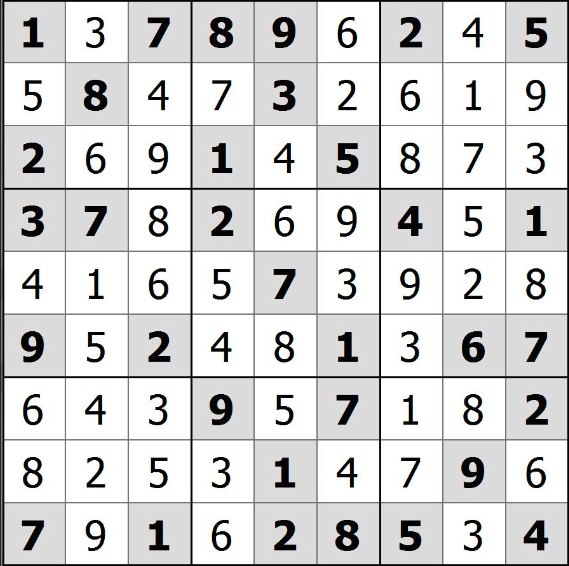 1 3 7 8 9 6 2 4 5
5 8 4 7 3 2 6 1 9
2 6 9 1 4 5 8 7 3
3 7 8 2 6 9 4 5 1
4 1 6 5 7 3 9 2 8
9 5 2 4 8 1 3 6 7
6 4 3 9 5 7 1 8 2
8 2 5 3 1 4 7 9 6
7 9 1 6 2 8 5 3 4